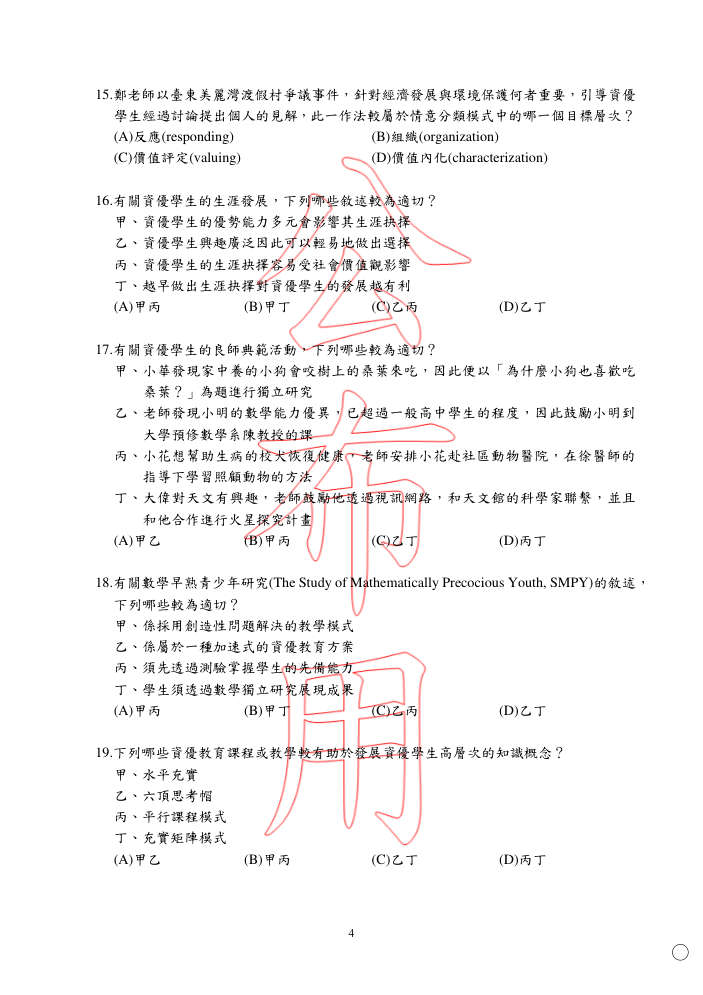 15.鄭老師以臺東美麗灣渡假村爭議事件，針對經濟發展與環境保護何者重要，引導資優
學生經過討論提出個人的見解，此一作法較屬於情意分類模式中的哪一個目標層次？
(A)反應(responding) (B)組織(organization)
(C)價值評定(valuing) (D)價值內化(characterization)
16.有關資優學生的生涯發展，下列哪些敘述較為適切？
甲、資優學生的優勢能力多元會影響其生涯抉擇
乙、資優學生興趣廣泛因此可以輕易地做出選擇
丙、資優學生的生涯抉擇容易受社會價值觀影響
丁、越早做出生涯抉擇對資優學生的發展越有利
(A)甲丙 (B)甲丁 (C)乙丙 (D)乙丁
17.有關資優學生的良師典範活動，下列哪些較為適切？
甲、小華發現家中養的小狗會咬樹上的桑葉來吃，因此便以「為什麼小狗也喜歡吃
桑葉？」為題進行獨立研究
乙、老師發現小明的數學能力優異，已超過一般高中學生的程度，因此鼓勵小明到
大學預修數學系陳教授的課
丙、小花想幫助生病的校犬恢復健康，老師安排小花赴社區動物醫院，在徐醫師的
指導下學習照顧動物的方法
丁、大偉對天文有興趣，老師鼓勵他透過視訊網路，和天文館的科學家聯繫，並且
和他合作進行火星探究計畫
(A)甲乙 (B)甲丙 (C)乙丁 (D)丙丁
18.有關數學早熟青少年研究(The Study of Mathematically Precocious Youth, SMPY)的敘述，
下列哪些較為適切？
甲、係採用創造性問題解決的教學模式
乙、係屬於一種加速式的資優教育方案
丙、須先透過測驗掌握學生的先備能力
丁、學生須透過數學獨立研究展現成果
(A)甲丙 (B)甲丁 (C)乙丙 (D)乙丁
19.下列哪些資優教育課程或教學較有助於發展資優學生高層次的知識概念？
甲、水平充實
乙、六頂思考帽
丙、平行課程模式
丁、充實矩陣模式
(A)甲乙 (B)甲丙 (C)乙丁 (D)丙丁
公布用
4